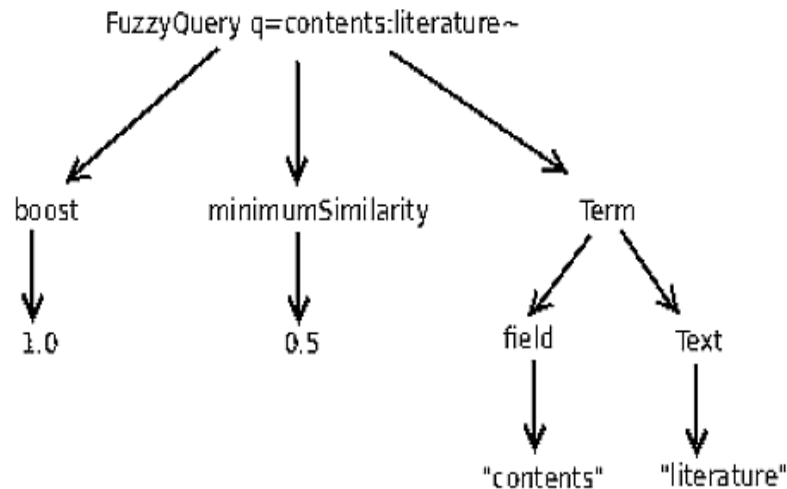 FuzzyQuery q=contents:literature~
boost minimumSimilarity Term
1.0 0.5 field Text
"contents" "literature"